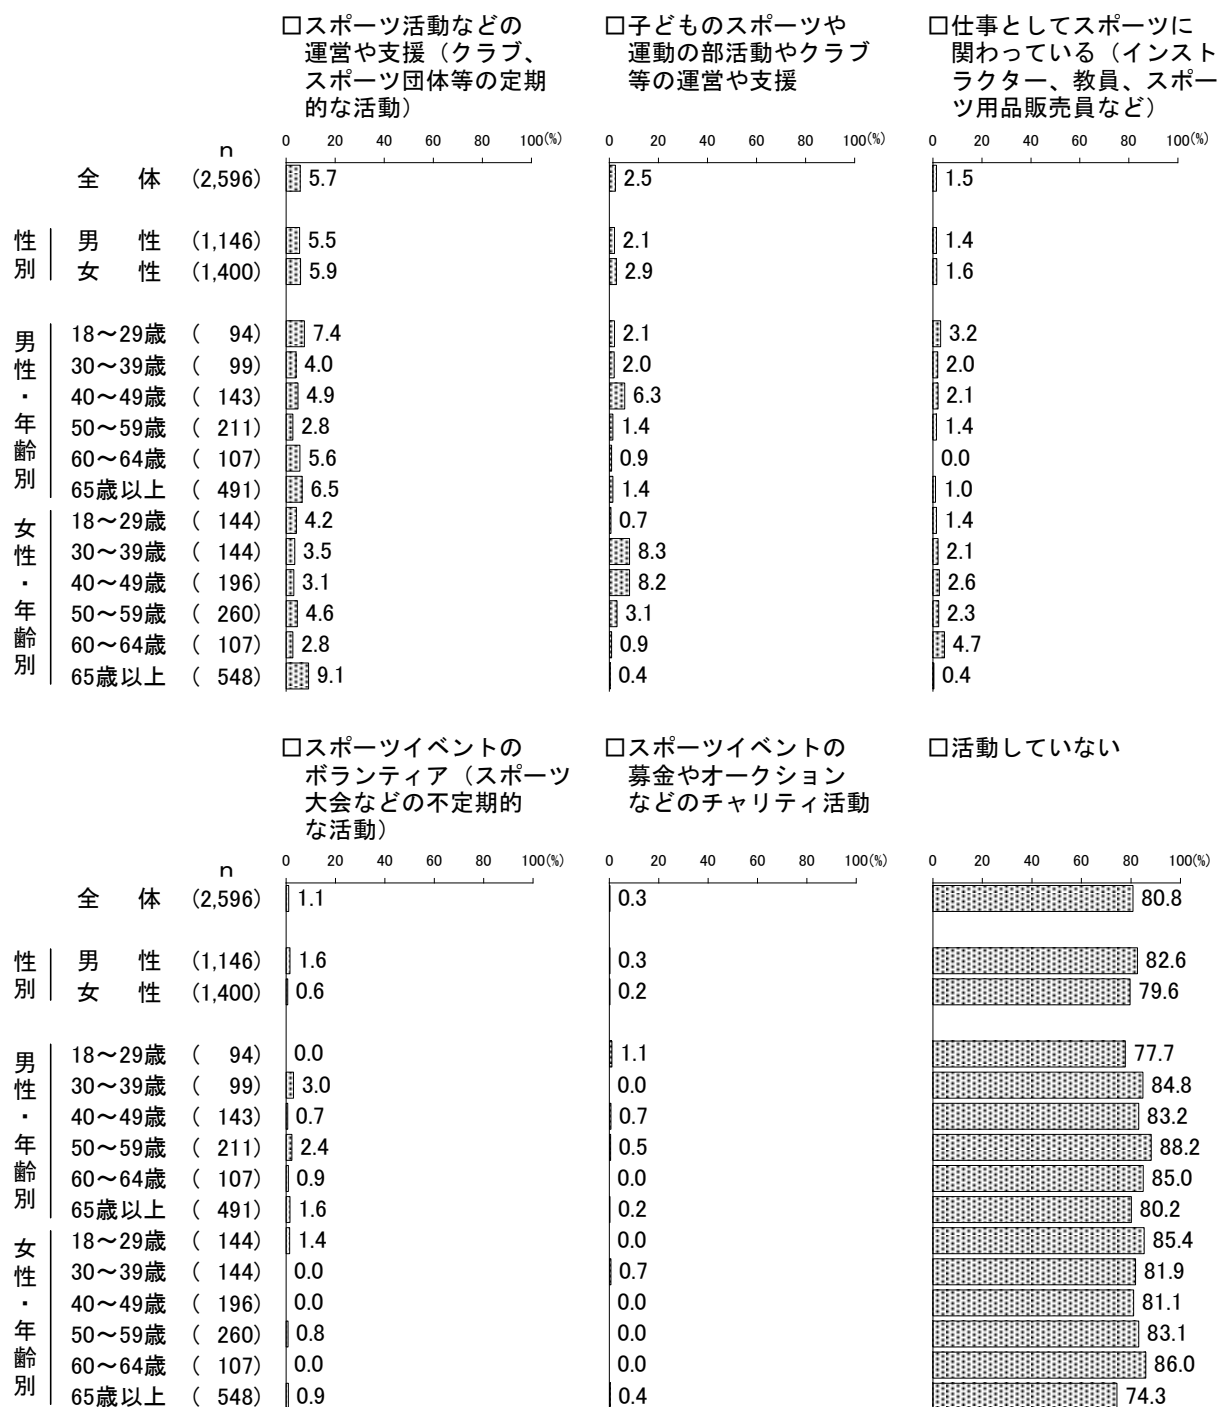 □スポーツ活動などの
運営や支援（クラブ、
スポーツ団体等の定期
的な活動）
□子どものスポーツや
運動の部活動やクラブ
等の運営や支援
□仕事としてスポーツに
関わっている（インスト
ラクター、教員、スポー
ツ用品販売員など）
n 0 20 40 60 80 100(%) 0 20 40 60 80 100(%) 0 20 40 60 80 100(%)
全 体 (2,596) 5.7 2.5 1.5
性別
男 性 (1,146) 5.5 2.1 1.4
女 性 (1,400) 5.9 2.9 1.6
男性・年齢別
18～29歳 ( 94) 7.4 2.1 3.2
30～39歳 ( 99) 4.0 2.0 2.0
40～49歳 ( 143) 4.9 6.3 2.1
50～59歳 ( 211) 2.8 1.4 1.4
60～64歳 ( 107) 5.6 0.9 0.0
65歳以上 ( 491) 6.5 1.4 1.0
女性・年齢別
18～29歳 ( 144) 4.2 0.7 1.4
30～39歳 ( 144) 3.5 8.3 2.1
40～49歳 ( 196) 3.1 8.2 2.6
50～59歳 ( 260) 4.6 3.1 2.3
60～64歳 ( 107) 2.8 0.9 4.7
65歳以上 ( 548) 9.1 0.4 0.4
□スポーツイベントの
ボランティア（スポーツ
大会などの不定期的
な活動）
□スポーツイベントの
募金やオークション
などのチャリティ活動
□活動していない
n 0 20 40 60 80 100(%) 0 20 40 60 80 100(%) 0 20 40 60 80 100(%)
全 体 (2,596) 1.1 0.3 80.8
性別
男 性 (1,146) 1.6 0.3 82.6
女 性 (1,400) 0.6 0.2 79.6
男性・年齢別
18～29歳 ( 94) 0.0 1.1 77.7
30～39歳 ( 99) 3.0 0.0 84.8
40～49歳 ( 143) 0.7 0.7 83.2
50～59歳 ( 211) 2.4 0.5 88.2
60～64歳 ( 107) 0.9 0.0 85.0
65歳以上 ( 491) 1.6 0.2 80.2
女性・年齢別
18～29歳 ( 144) 1.4 0.0 85.4
30～39歳 ( 144) 0.0 0.7 81.9
40～49歳 ( 196) 0.0 0.0 81.1
50～59歳 ( 260) 0.8 0.0 83.1
60～64歳 ( 107) 0.0 0.0 86.0
65歳以上 ( 548) 0.9 0.4 74.3